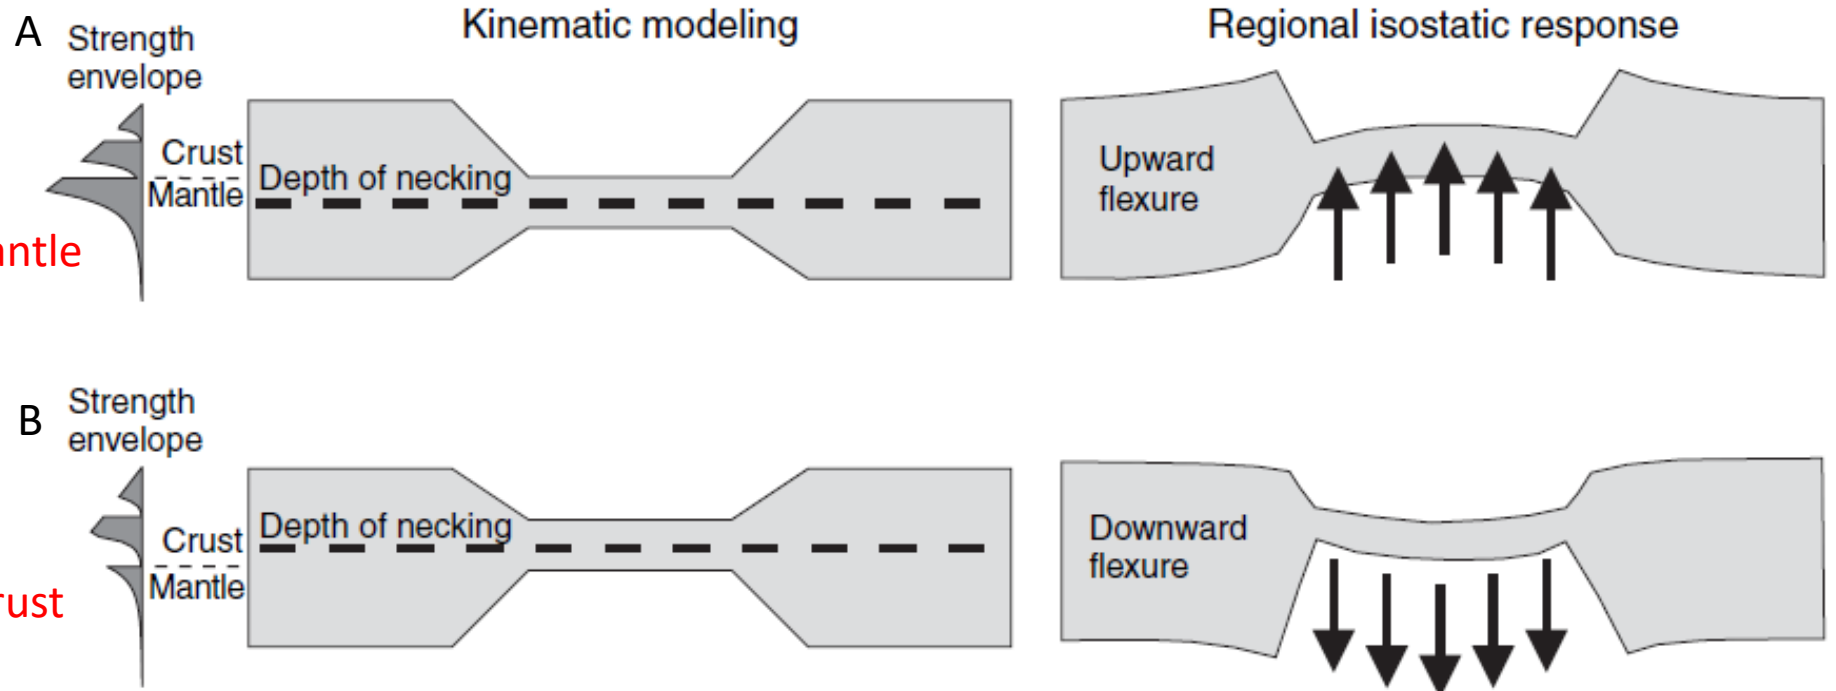 A
Strength
envelope
Kinematic modeling
Regional isostatic response
Crust
Mantle
Depth of necking
Upward
flexure
antle
B
Strength
envelope
Crust
Mantle
Depth of necking
Downward
flexure
rust